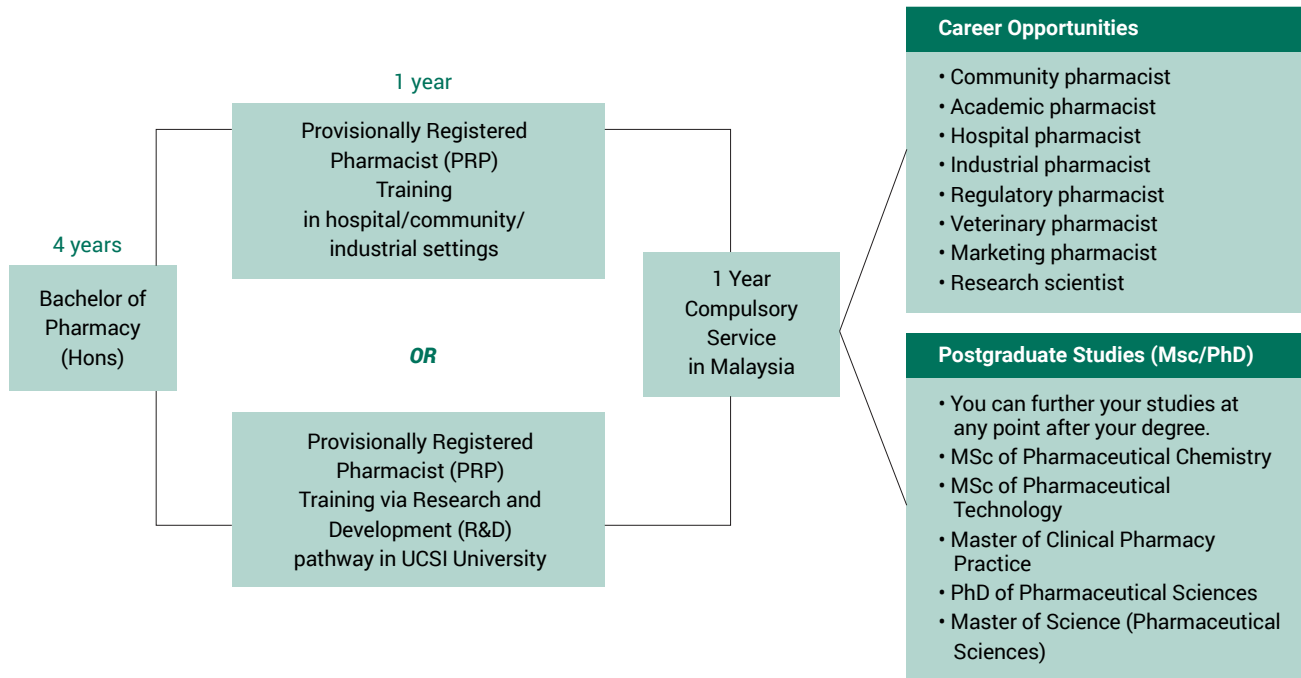 4 years
Bachelor of
Pharmacy
(Hons)
1 year
Provisionally Registered
Pharmacist (PRP)
Training
in hospital/community/
industrial settings
OR
Provisionally Registered
Pharmacist (PRP)
Training via Research and
Development (R&D)
pathway in UCSI University
1 Year
Compulsory
Service
in Malaysia
Career Opportunities
• Community pharmacist
• Academic pharmacist
• Hospital pharmacist
• Industrial pharmacist
• Regulatory pharmacist
• Veterinary pharmacist
• Marketing pharmacist
• Research scientist
Postgraduate Studies (Msc/PhD)
• You can further your studies at
any point after your degree.
• MSc of Pharmaceutical Chemistry
• MSc of Pharmaceutical
Technology
• Master of Clinical Pharmacy
Practice
• PhD of Pharmaceutical Sciences
• Master of Science (Pharmaceutical
Sciences)